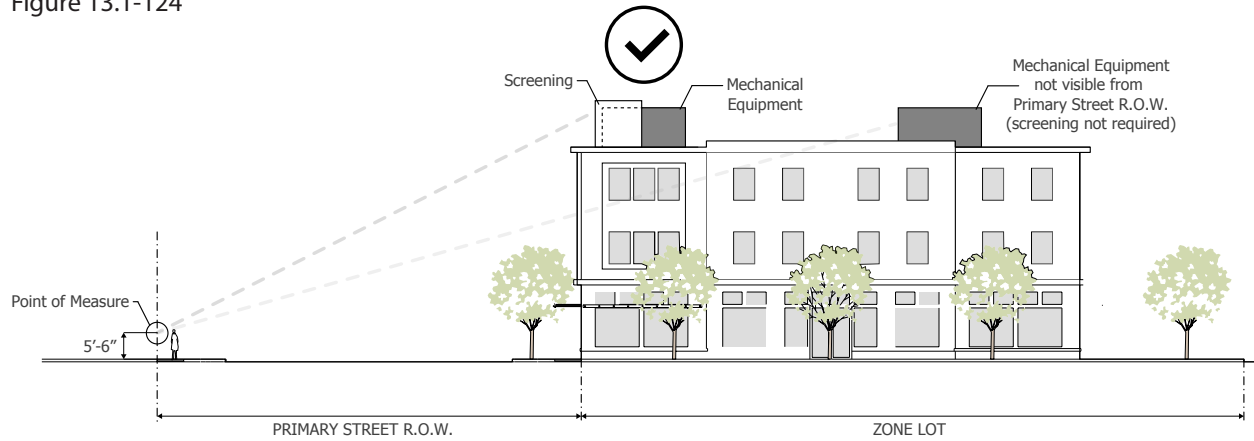 Figure 13.1-124
Screening
Mechanical
Equipment
Mechanical Equipment
not visible from
Primary Street R.O.W.
(screening not required)
Point of Measure
5’-6”
PRIMARY STREET R.O.W.
ZONE LOT